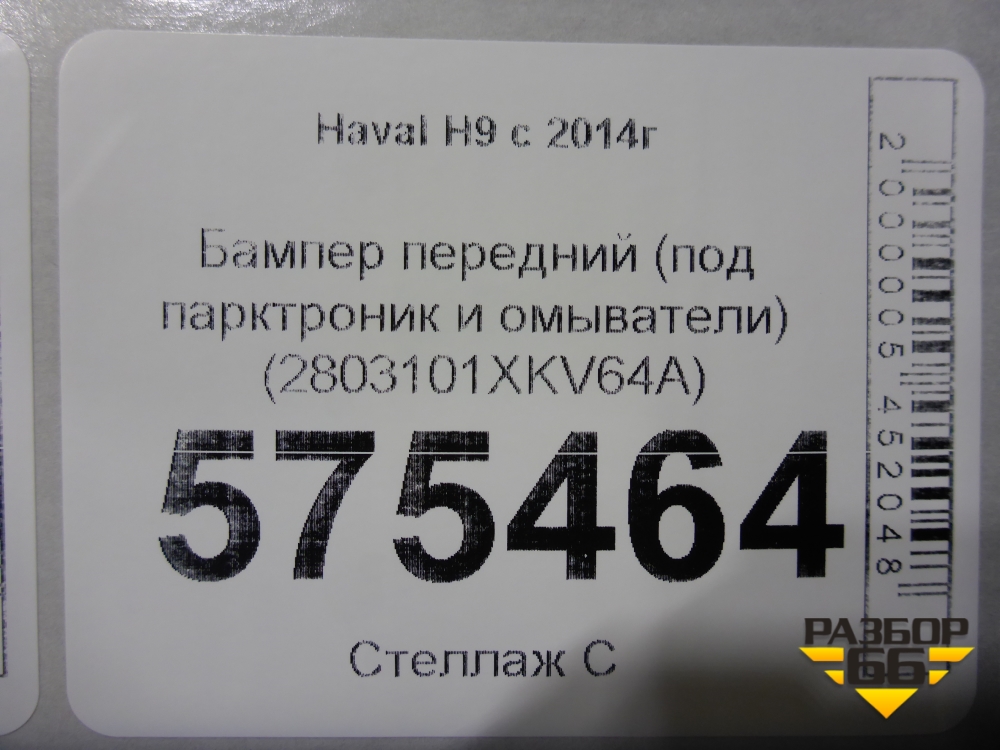 Haval H9 с 2014г
Бампер передний (под
парктроник и омыватели)
(2803101XKV64A)
575464
Стеллаж С
2000005452048
РАЗБОР
66